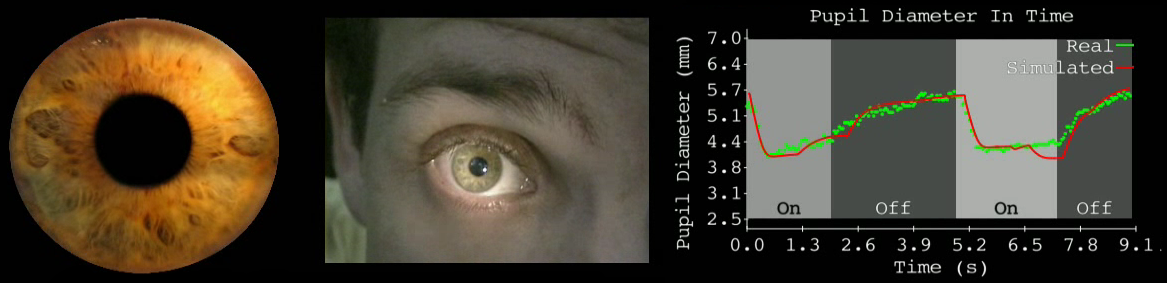 Pupil Diameter In Time
Pupil Diameter (mm)
7.0
6.4
5.7
5.1
4.4
3.8
3.1
2.5
Real
Simulated
On
Off
On
Off
0.0 1.3 2.6 3.9 5.2 6.5 7.8 9.1
Time (s)